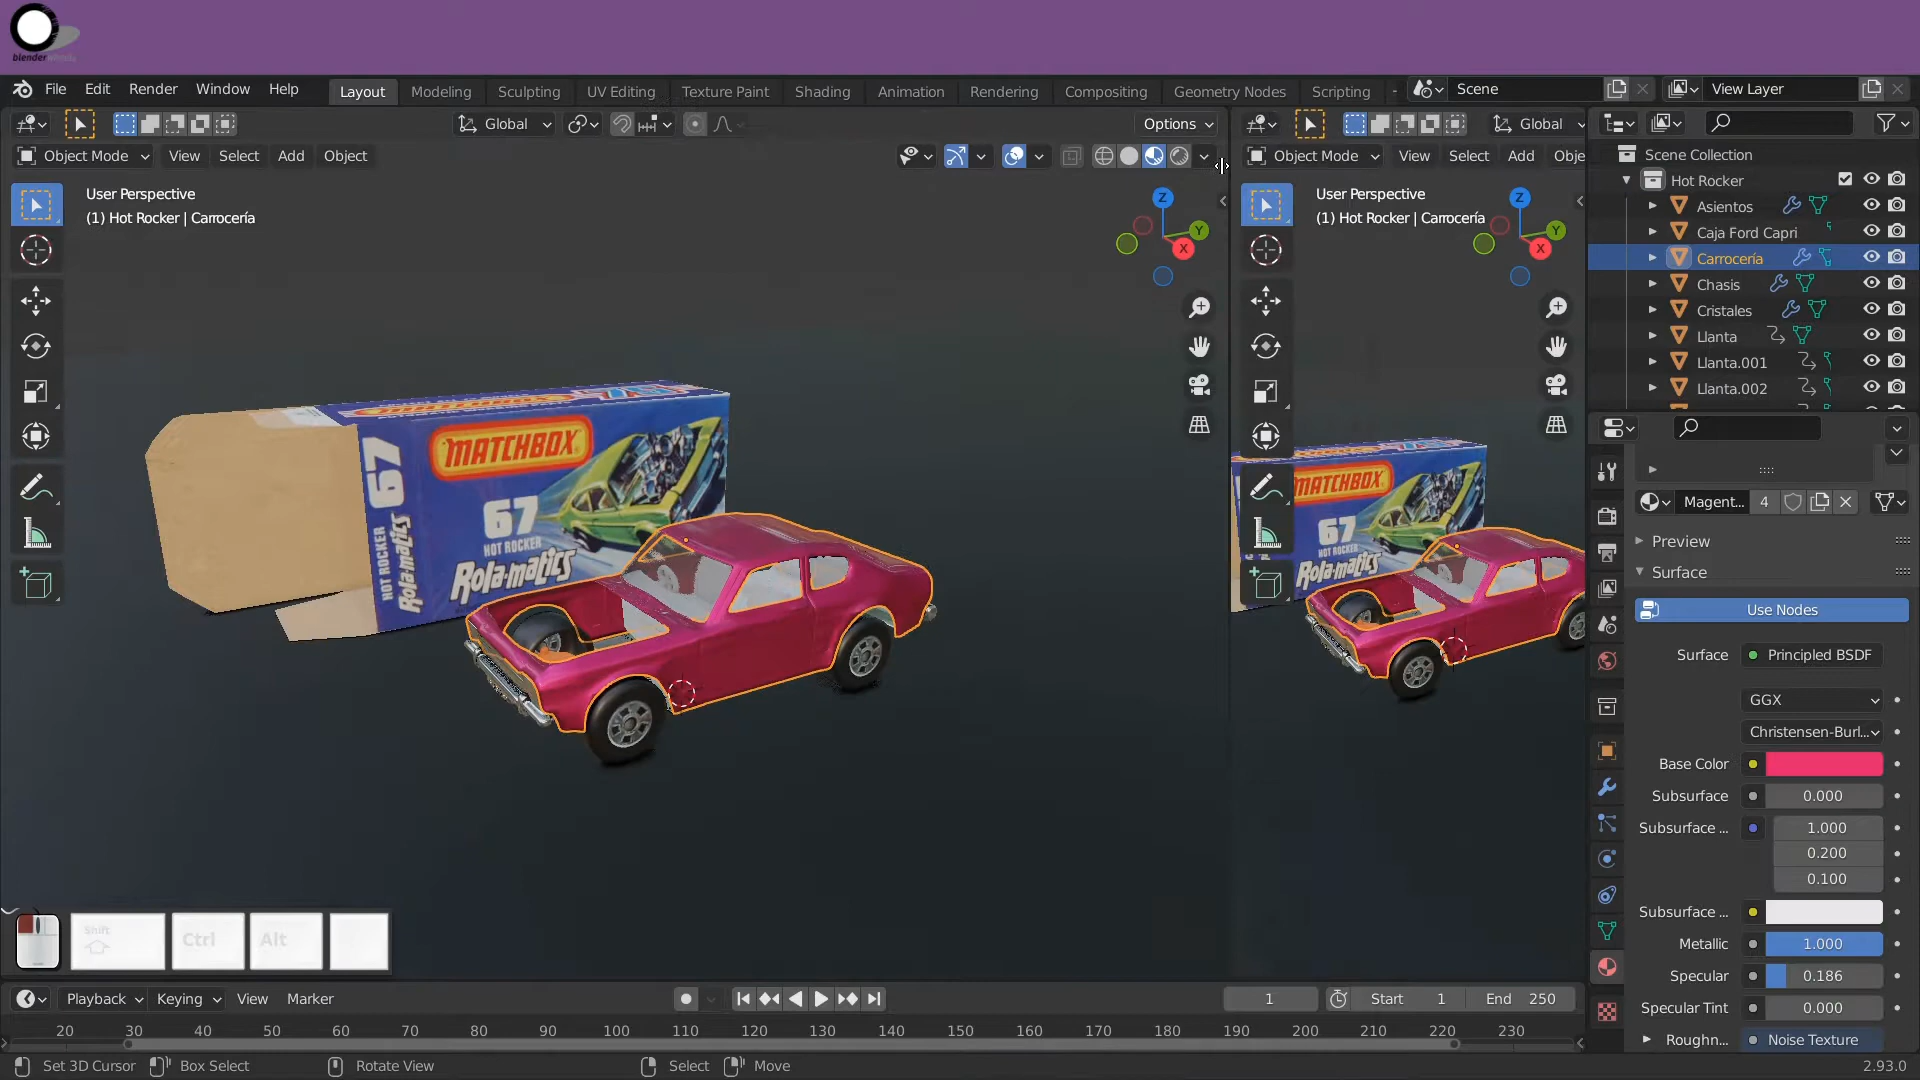 blender
File Edit Render Window Help Layout Modeling Sculpting UV Editing Texture Paint Shading Animation Rendering Compositing Geometry Nodes Scripting Scene View Layer
Global Options Global
Object Mode View Select Add Object Object Mode View Select Add Obje
User Perspective
(1) Hot Rocker | Carrocería
Z
Y
X
User Perspective
(1) Hot Rocker | Carrocería
Z
Y
X
Scene Collection
Hot Rocker
Asientos
Caja Ford Capri
Carrocería
Chasis
Cristales
Llanta
Llanta.001
Llanta.002
MATCHBOX
67
HOT ROCKER
Rola-matics
67
HOT ROCKER
Rola-matics
MATCHBOX
67
HOT ROCKER
Rola-matics
Magent... 4
Preview
Surface
Use Nodes
Surface Principled BSDF
GGX
Christensen-Burl...
Base Color
Subsurface 0.000
Subsurface ... 1.000
0.200
0.100
Subsurface ...
Metallic 1.000
Specular 0.186
Specular Tint 0.000
Roughn... Noise Texture
Shift Ctrl Alt
Playback Keying View Marker 1 Start 1 End 250
20 30 40 50 60 70 80 90 100 110 120 130 140 150 160 170 180 190 200 210 220 230
Set 3D Cursor Box Select Rotate View Select Move 2.93.0